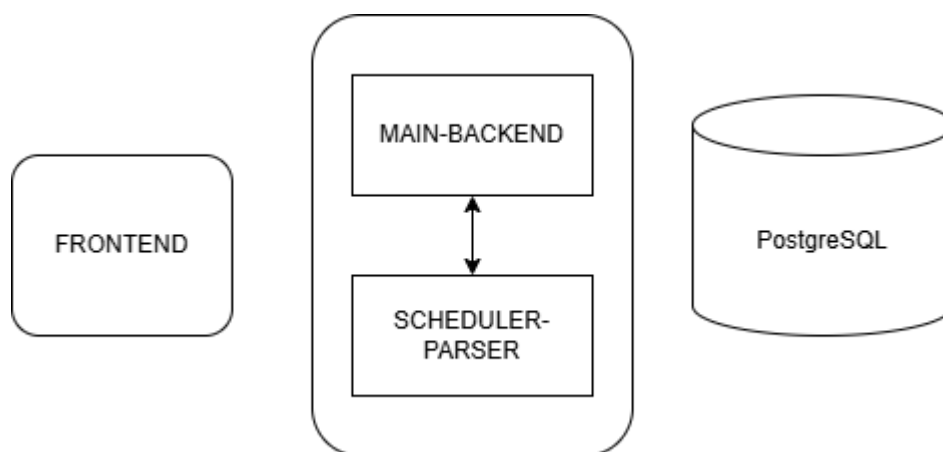 FRONTEND
MAIN-BACKEND
SCHEDULER-
PARSER
PostgreSQL